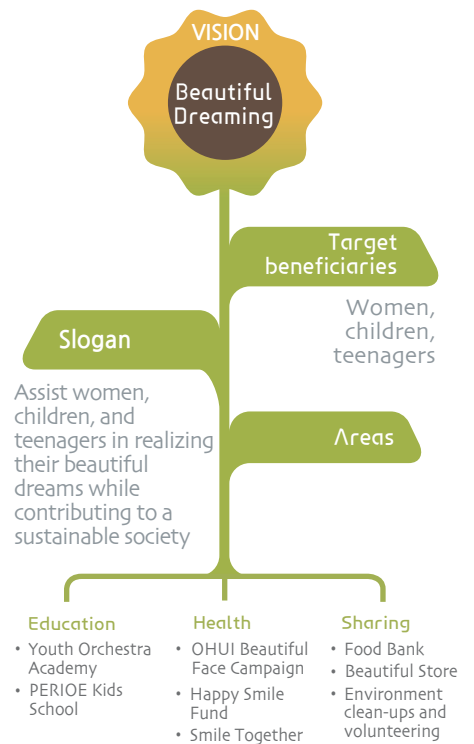 VISION
Beautiful
Dreaming
Target
beneficiaries
Women,
children,
teenagers
Slogan
Assist women,
children, and
teenagers in realizing
their beautiful
dreams while
contributing to a
sustainable society
Areas
Education
• Youth Orchestra
Academy
• PERIOE Kids
School
Health
• OHUI Beautiful
Face Campaign
• Happy Smile
Fund
• Smile Together
Sharing
• Food Bank
• Beautiful Store
• Environment
clean-ups and
volunteering